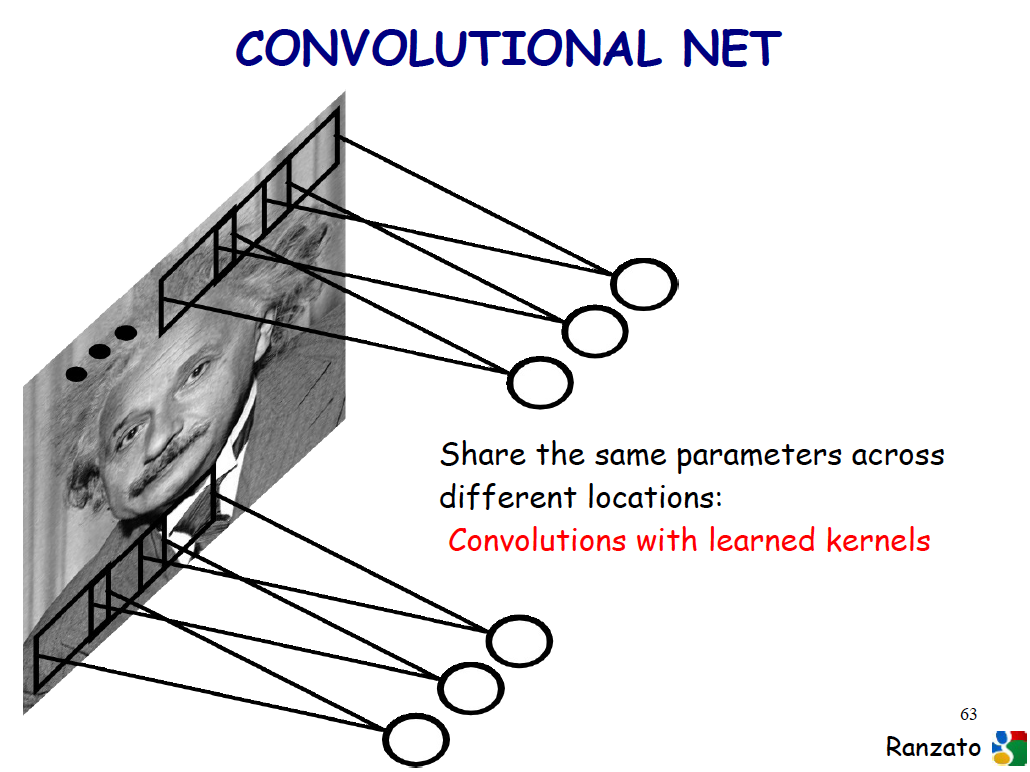 CONVOLUTIONAL NET
Share the same parameters across
different locations:
Convolutions with learned kernels
63
Ranzato